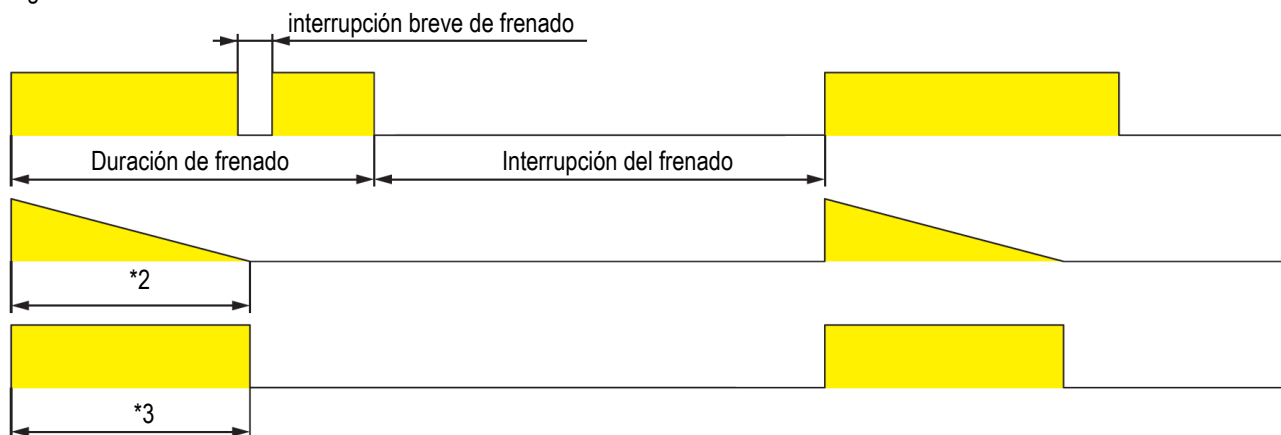 interrupción breve de frenado
Duración de frenado
Interrupción del frenado
*2
*3